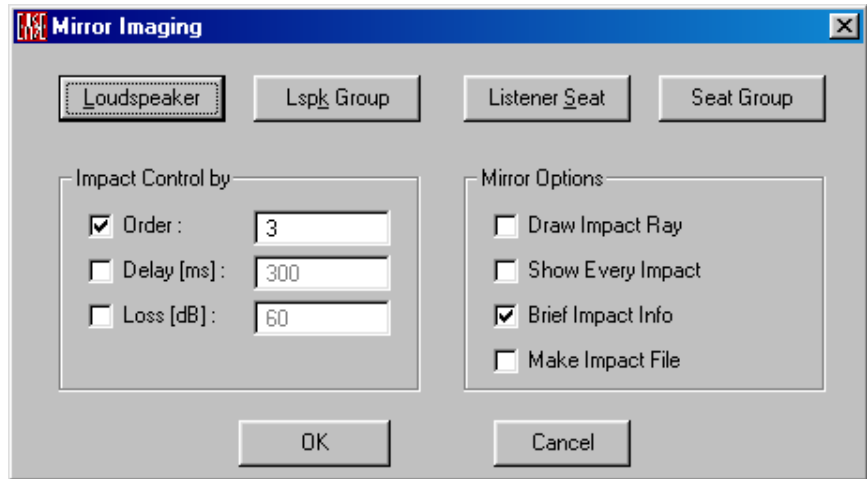 Mirror Imaging
Loudspeaker
Lspk Group
Listener Seat
Seat Group
Impact Control by
Order :
3
Delay [ms] :
300
Loss [dB] :
60
Mirror Options
Draw Impact Ray
Show Every Impact
Brief Impact Info
Make Impact File
OK
Cancel